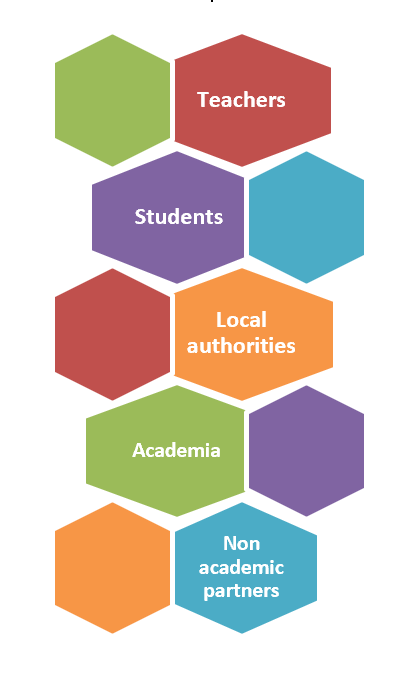 Teachers
Students
Local
authorities
Academia
Non
academic
partners